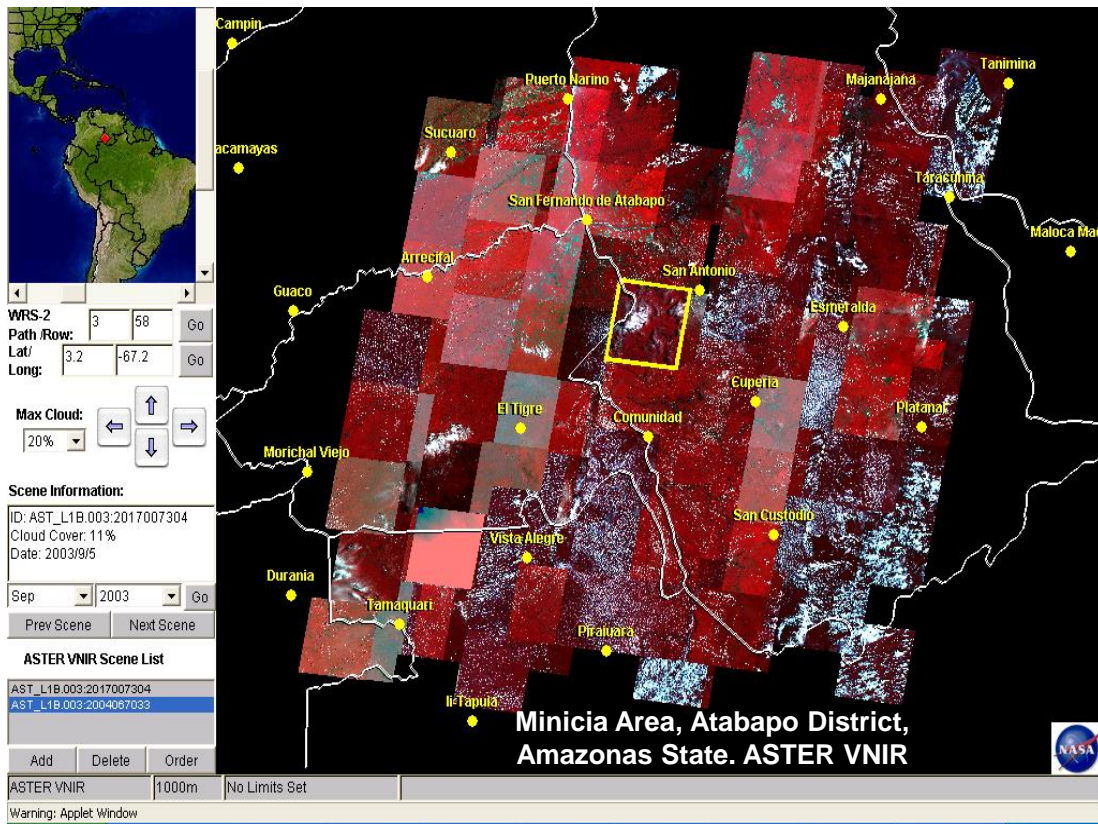 Campin
Tanimina
Puerto Narino
Majanajana
Sucuaro
acamayas
Taracunina
San Fernando de Atabapo
Maloca Mac
Arrecifal
San Antonio
Guaco
Esmeralda
WRS-2
Path /Row:
3
58
Go
Lat/
Long:
3.2
-67.2
Go
Max Cloud:
20%
Cuperia
El Tigre
Comunidad
Platanal
Morichal Viejo
Scene Information:
ID: AST_L1B.003:2017007304
Cloud Cover: 11%
Date: 2003/9/5
San Custodio
Vista Alegre
Durania
Sep
2003
Go
Tamaquari
Prev Scene
Next Scene
Piraiuara
ASTER VNIR Scene List
AST_L1B.003:2017007304
AST_L1B.003:2004067033
Ii-Tapuia
Minicia Area, Atabapo District,
Amazonas State. ASTER VNIR
NASA
Add
Delete
Order
ASTER VNIR
1000m
No Limits Set
Warning: Applet Window